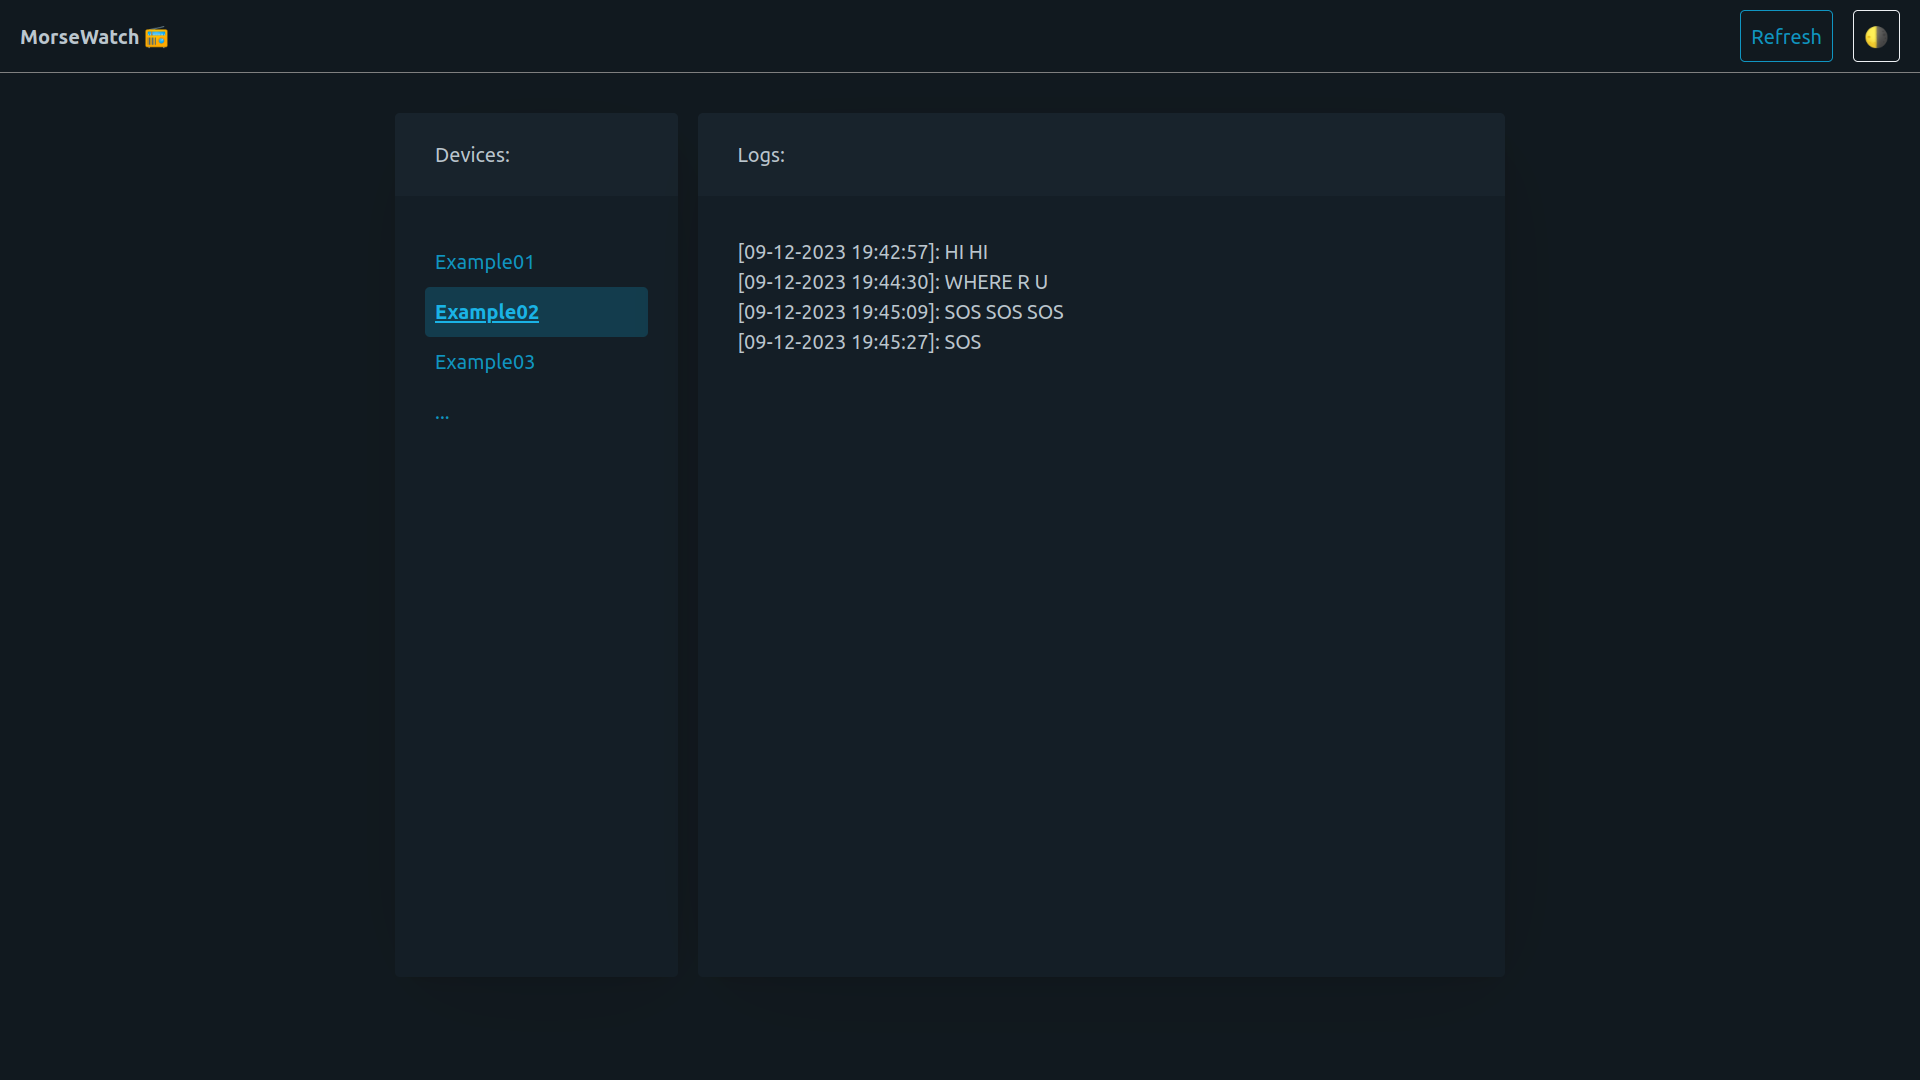 MorseWatch 📻
Refresh
Devices:
Example01
Example02
Example03
...
Logs:
[09-12-2023 19:42:57]: HI HI
[09-12-2023 19:44:30]: WHERE R U
[09-12-2023 19:45:09]: SOS SOS SOS
[09-12-2023 19:45:27]: SOS